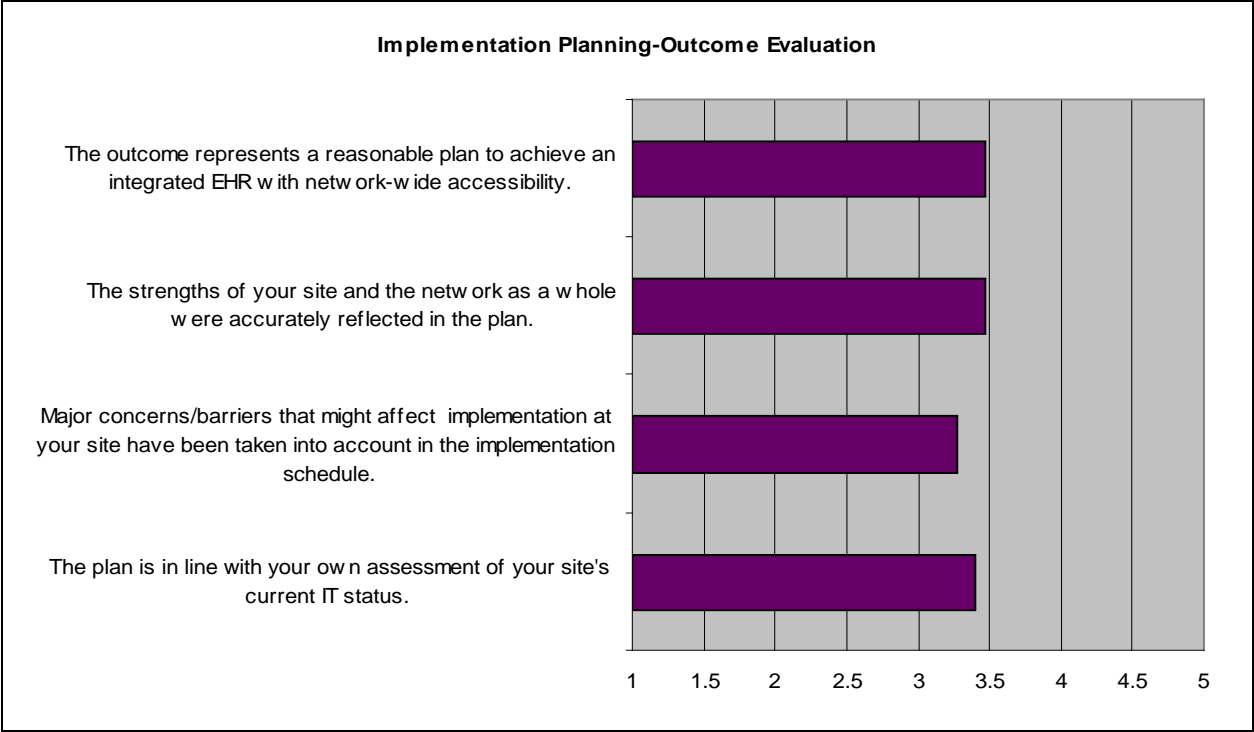 Implementation Planning-Outcome Evaluation
The outcome represents a reasonable plan to achieve an
integrated EHR with network-wide accessibility.
The strengths of your site and the network as a whole
were accurately reflected in the plan.
Major concerns/barriers that might affect implementation at
your site have been taken into account in the implementation
schedule.
The plan is in line with your own assessment of your site's
current IT status.
1 1.5 2 2.5 3 3.5 4 4.5 5